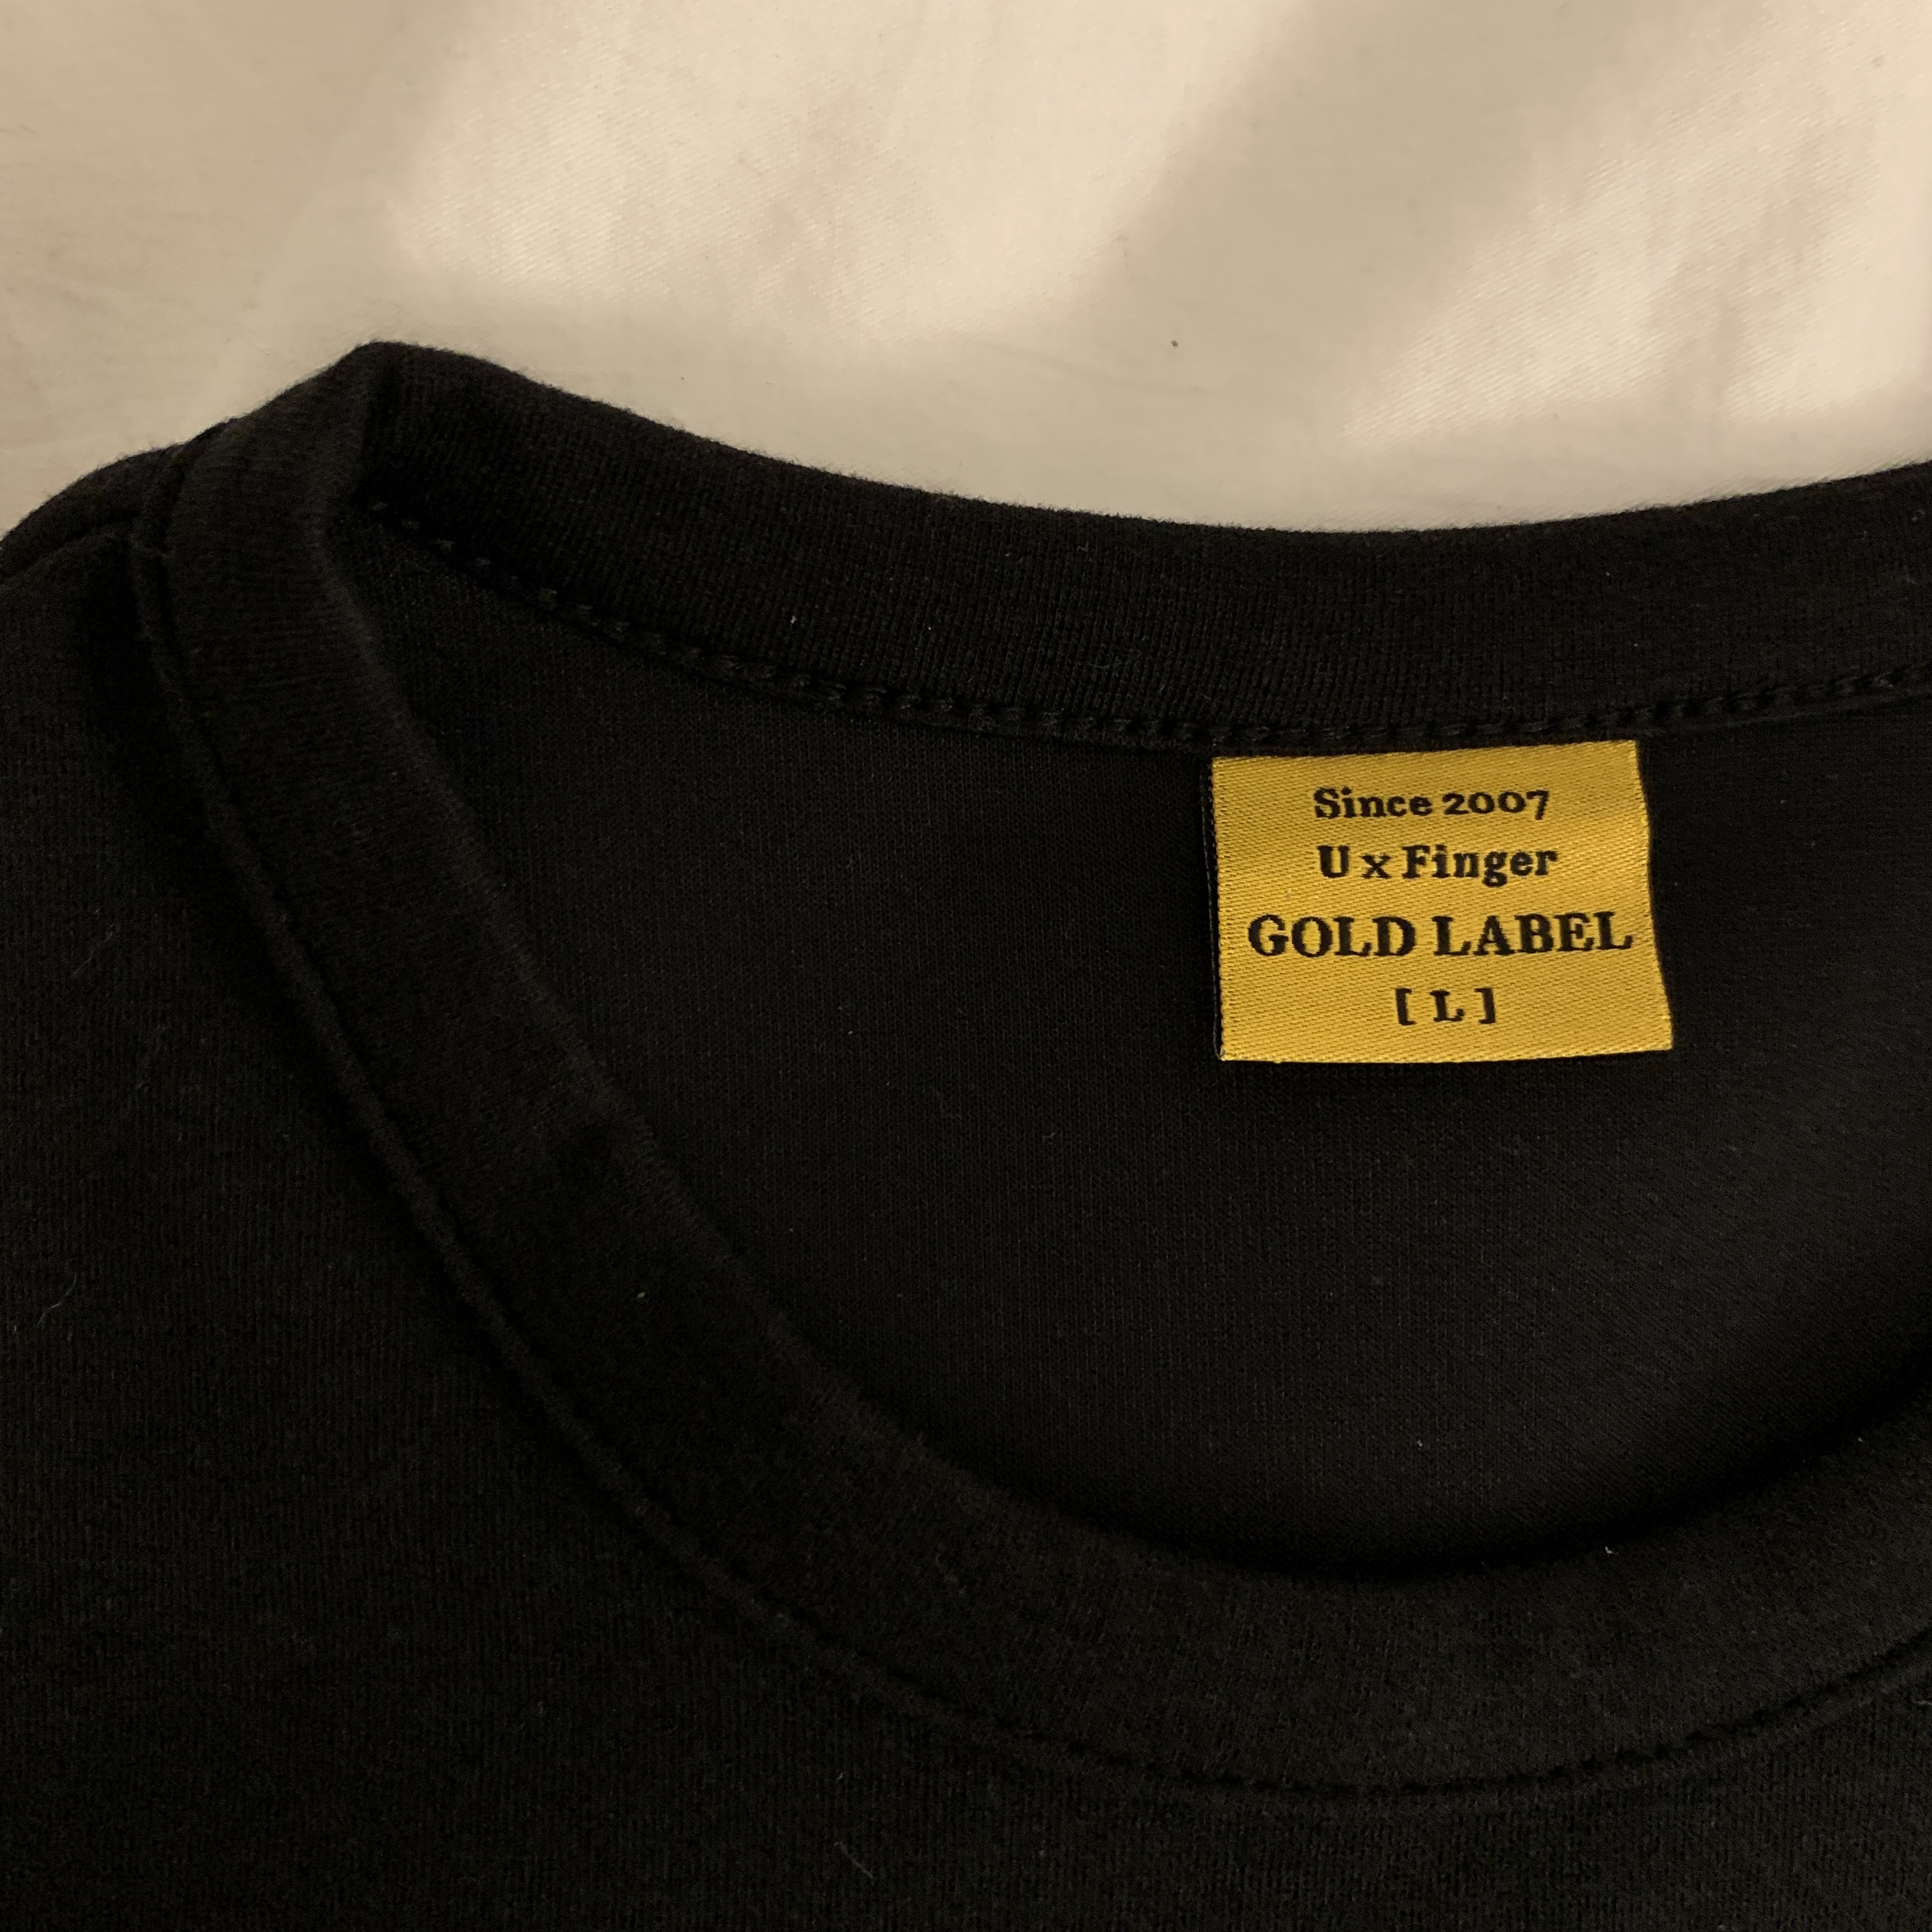 Since 2007
U x Finger
GOLD LABEL
[ L ]